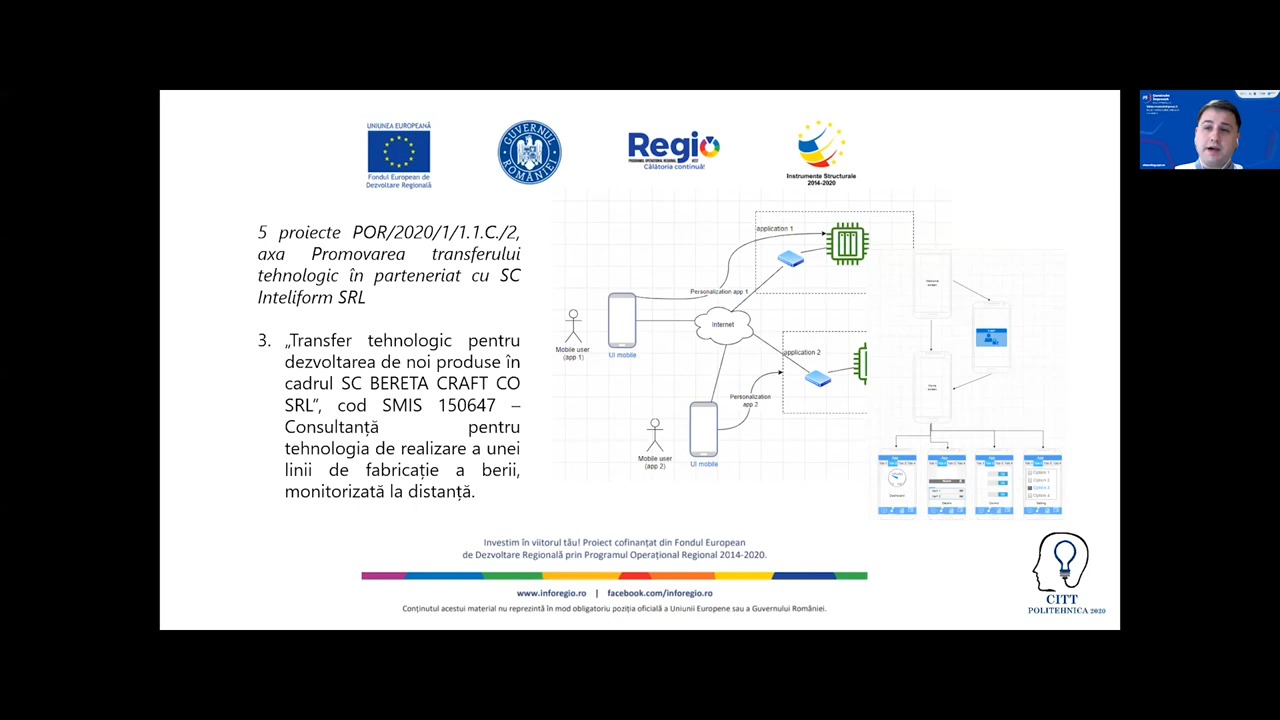 UNIUNEA EUROPEANĂ
Fondul European de
Dezvoltare Regională
GUVERNUL
ROMÂNIEI
Regio
PROGRAMUL OPERAȚIONAL REGIONAL
Călătoria continuă!
Instrumente Structurale
2014-2020
5 proiecte POR/2020/1/1.1.C./2,
axa Promovarea transferului
tehnologic în parteneriat cu SC
Inteliform SRL
3. „Transfer tehnologic pentru
dezvoltarea de noi produse în
cadrul SC BERETA CRAFT CO
SRL”, cod SMIS 150647 –
Consultanță pentru
tehnologia de realizare a unei
linii de fabricație a berii,
monitorizată la distanță.
application 1
Personalization app 1
Internet
Mobile user
(app 1)
UI mobile
application 2
Personalization
app 2
Mobile user
(app 2)
UI mobile
Investim în viitorul tău! Proiect cofinanțat din Fondul European
de Dezvoltare Regională prin Programul Operațional Regional 2014-2020.
www.inforegio.ro | facebook.com/inforegio.ro
Conținutul acestui material nu reprezintă în mod obligatoriu poziția oficială a Uniunii Europene sau a Guvernului României.
CITT
POLITEHNICA 2020